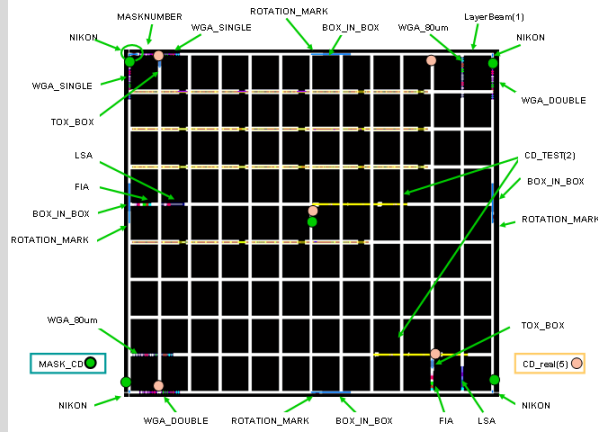 ROTATION_MARK
MASKNUMBER
WGA_SINGLE
BOX_IN_BOX
WGA_80um
LayerBeam(1)
NIKON
NIKON
WGA_SINGLE
WGA_DOUBLE
TOX_BOX
LSA
CD_TEST(2)
FIA
BOX_IN_BOX
BOX_IN_BOX
ROTATION_MARK
ROTATION_MARK
WGA_80um
TOX_BOX
MASK_CD
CD_real(5)
NIKON
NIKON
WGA_DOUBLE
ROTATION_MARK
BOX_IN_BOX
FIA
LSA